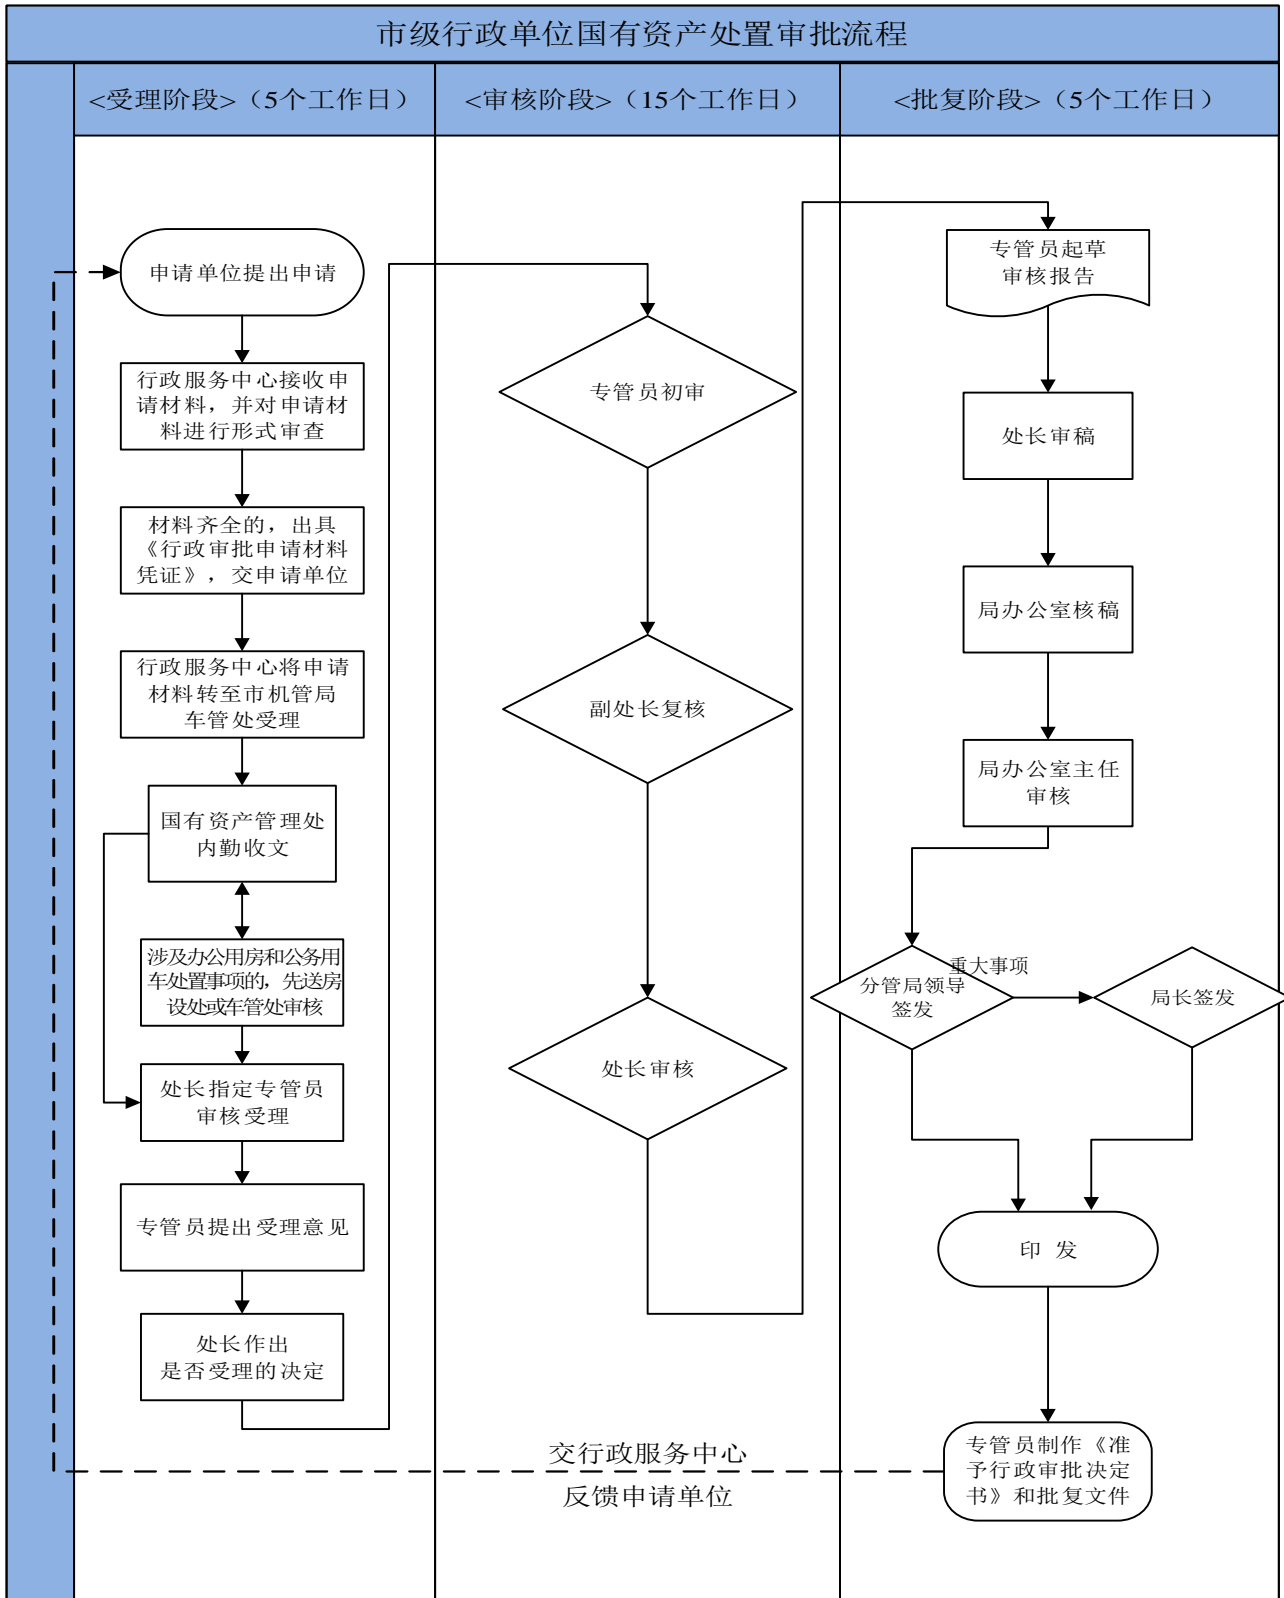 市级行政单位国有资产处置审批流程
<受理阶段>（5个工作日）
<审核阶段>（15个工作日）
<批复阶段>（5个工作日）
申请单位提出申请
行政服务中心接收申
请材料，并对申请材
料进行形式审查
材料齐全的，出具
《行政审批申请材料
凭证》，交申请单位
行政服务中心将申请
材料转至市机管局
车管处受理
国有资产管理处
内勤收文
涉及办公用房和公务用
车处置事项的，先送房
设处或车管处审核
处长指定专管员
审核受理
专管员提出受理意见
处长作出
是否受理的决定
专管员初审
副处长复核
处长审核
专管员起草
审核报告
处长审稿
局办公室核稿
局办公室主任
审核
分管局领导
签发
重大事项
局长签发
印 发
专管员制作《准
予行政审批决定
书》和批复文件
交行政服务中心
反馈申请单位